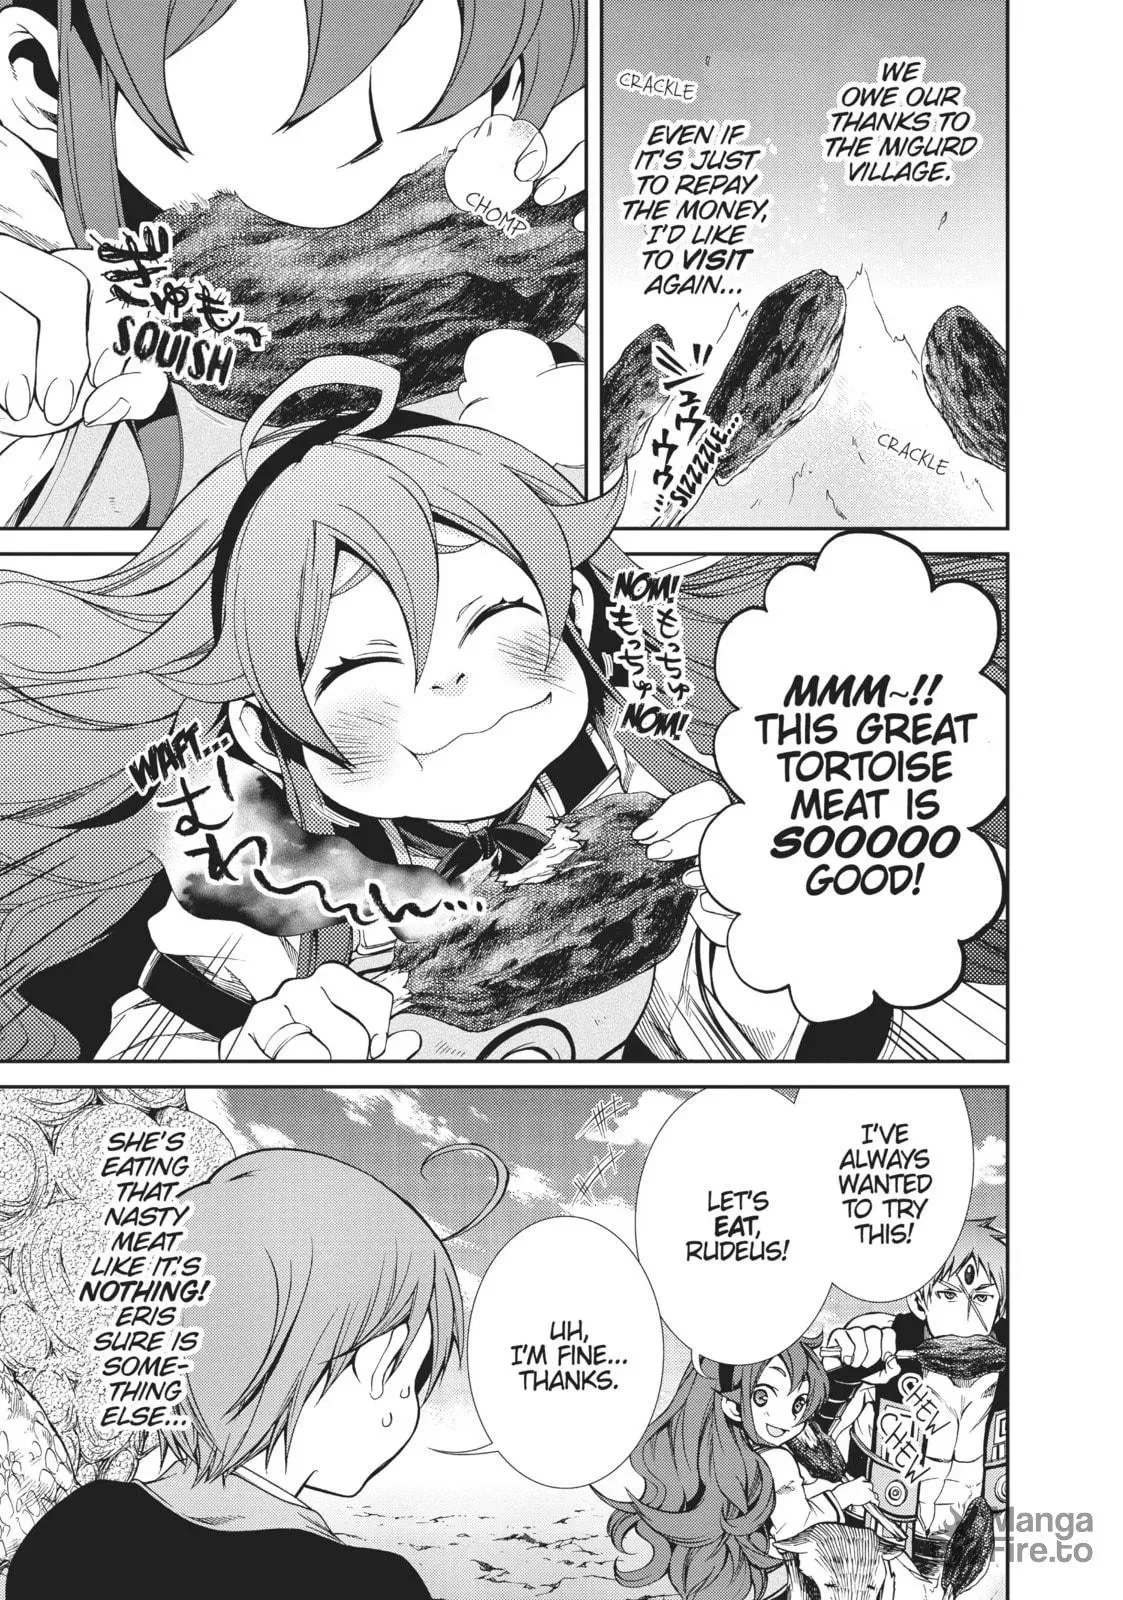 WE
OWE OUR
THANKS TO
THE MIGURD
VILLAGE.
CRACKLE
EVEN IF
IT'S JUST
TO REPAY
THE MONEY,
I'D LIKE
TO VISIT
AGAIN...
ジュウウウ
SIZZZZLE...
CRACKLE
CHOMP
ぎゅも～
SQUISH
MMM~!!
THIS GREAT
TORTOISE
MEAT IS
SOOOOO
GOOD!
NOM!
もっちゅ
もっちゅ
NOM!
WAFT...
むわ～～ん...
I'VE
ALWAYS
WANTED
TO TRY
THIS!
LET'S
EAT,
RUDEUS!
CHEW
CHEW
UH,
I'M FINE...
THANKS.
SHE'S
EATING
THAT
NASTY
MEAT
LIKE IT'S
NOTHING!
ERIS
SURE IS
SOME-
THING
ELSE...
Manga
Fire.to